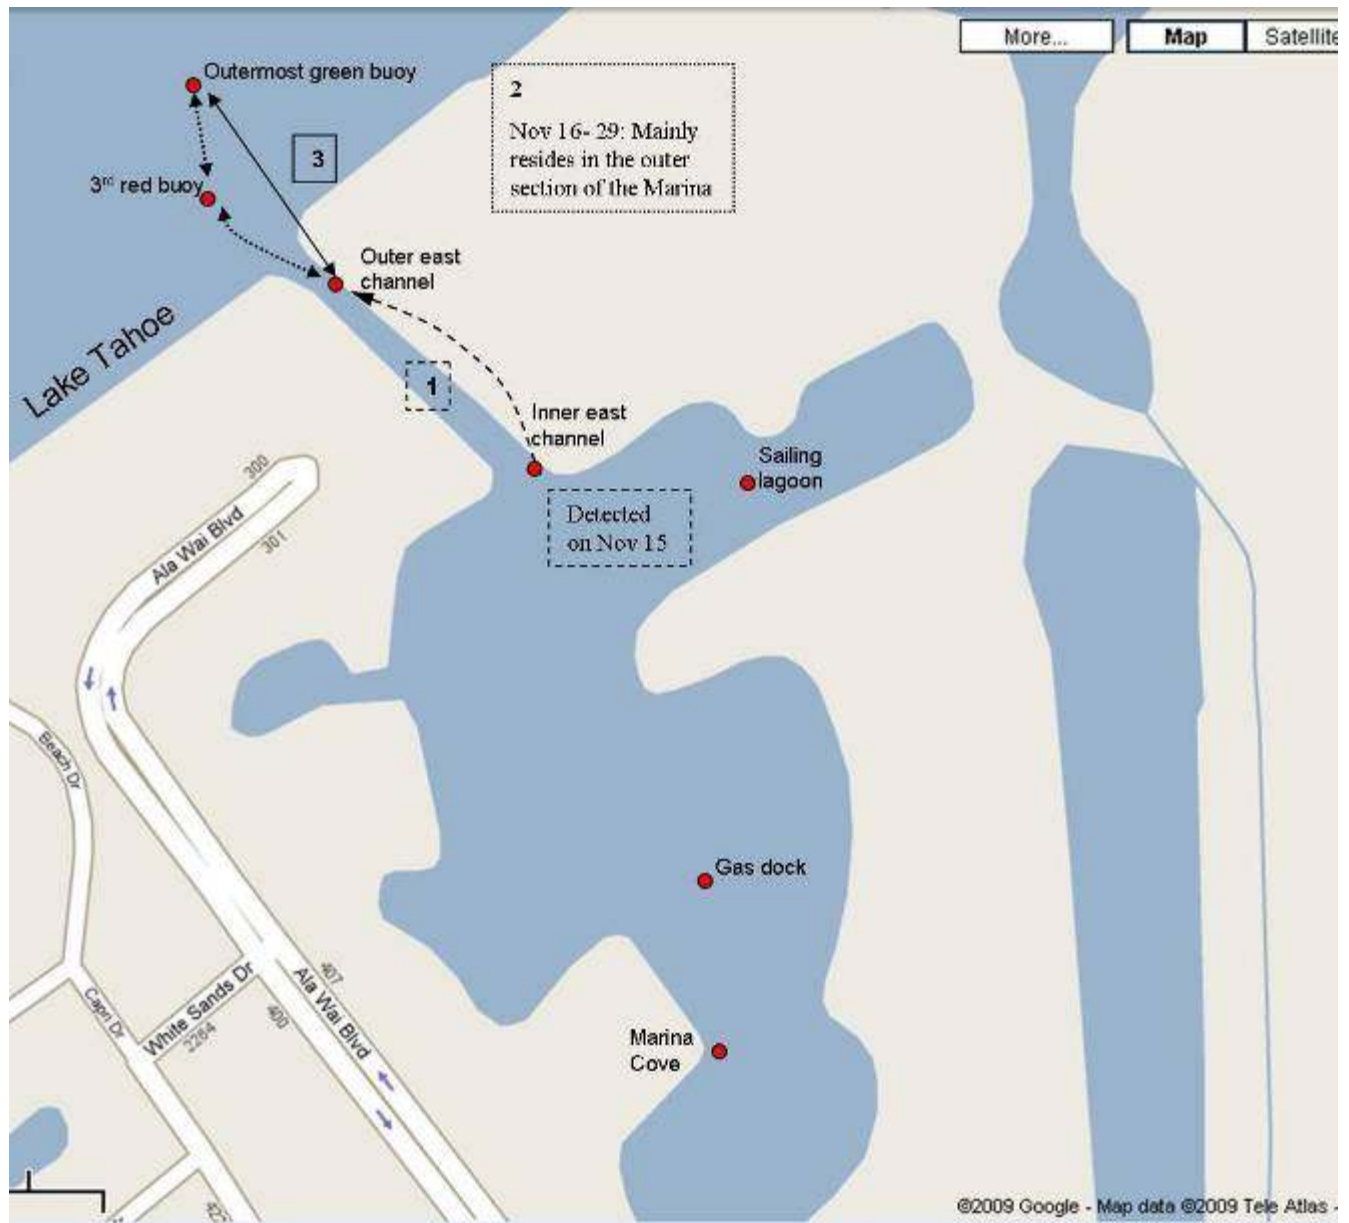 More... Map Satellite
Outermost green buoy
2
Nov 16- 29: Mainly
resides in the outer
section of the Marina
3
3rd red buoy
Outer east
channel
Lake Tahoe
1
Inner east
channel
Sailing
lagoon
300
Detected
on Nov 15
Ala Wai Blvd
301
Beach Dr
Gas dock
407
White Sands Dr
Ala Wai Blvd
Capri Dr
400
2264
Marina
Cove
©2009 Google - Map data ©2009 Tele Atlas -